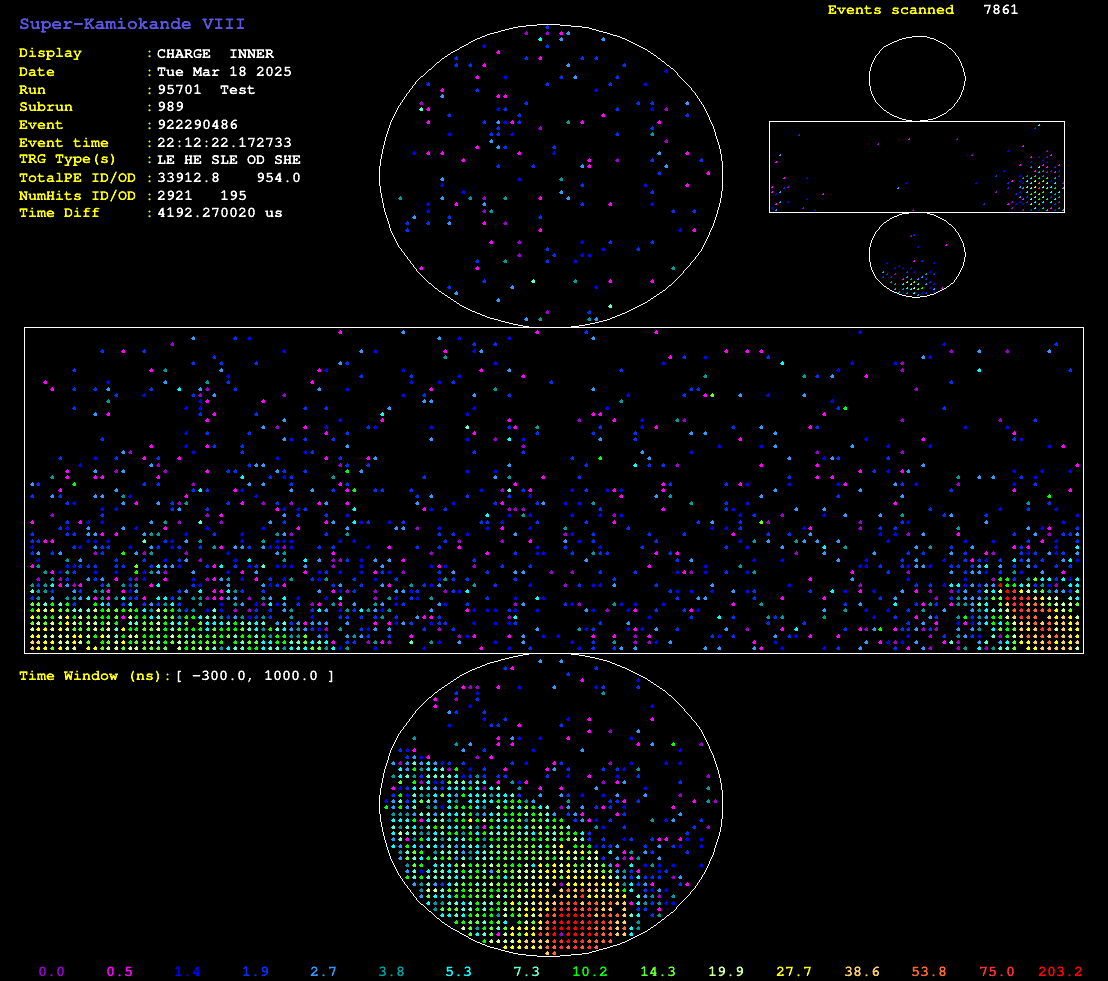 Super-Kamiokande VIII
Events scanned 7861
Display :CHARGE INNER
Date :Tue Mar 18 2025
Run :95701 Test
Subrun :989
Event :922290486
Event time :22:12:22.172733
TRG Type(s) :LE HE SLE OD SHE
TotalPE ID/OD :33912.8 954.0
NumHits ID/OD :2921 195
Time Diff :4192.270020 us
Time Window (ns):[ -300.0, 1000.0 ]
0.0 0.5 1.4 1.9 2.7 3.8 5.3 7.3 10.2 14.3 19.9 27.7 38.6 53.8 75.0 203.2